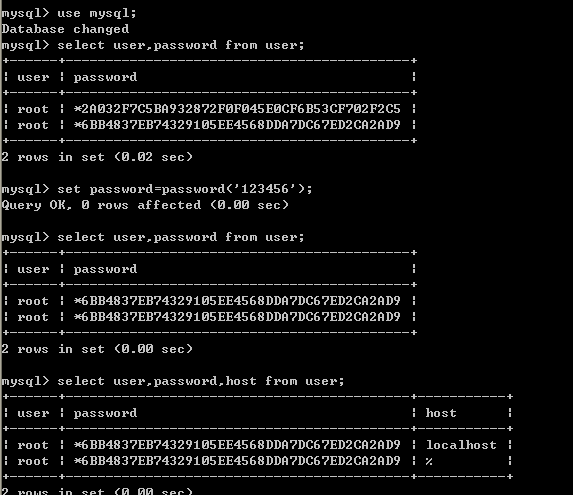 mysql> use mysql;
Database changed
mysql> select user,password from user;
+------+-------------------------------------------+
| user | password                                  |
+------+-------------------------------------------+
| root | *2A032F7C5BA932872F0F045E0CF6B53CF702F2C5 |
| root | *6BB4837EB74329105EE4568DDA7DC67ED2CA2AD9 |
+------+-------------------------------------------+
2 rows in set (0.02 sec)
mysql> set password=password('123456');
Query OK, 0 rows affected (0.00 sec)
mysql> select user,password from user;
+------+-------------------------------------------+
| user | password                                  |
+------+-------------------------------------------+
| root | *6BB4837EB74329105EE4568DDA7DC67ED2CA2AD9 |
| root | *6BB4837EB74329105EE4568DDA7DC67ED2CA2AD9 |
+------+-------------------------------------------+
2 rows in set (0.00 sec)
mysql> select user,password,host from user;
+------+-------------------------------------------+-----------+
| user | password                                  | host      |
+------+-------------------------------------------+-----------+
| root | *6BB4837EB74329105EE4568DDA7DC67ED2CA2AD9 | localhost |
| root | *6BB4837EB74329105EE4568DDA7DC67ED2CA2AD9 | %         |
+------+-------------------------------------------+-----------+
2 rows in set (0.00 sec)